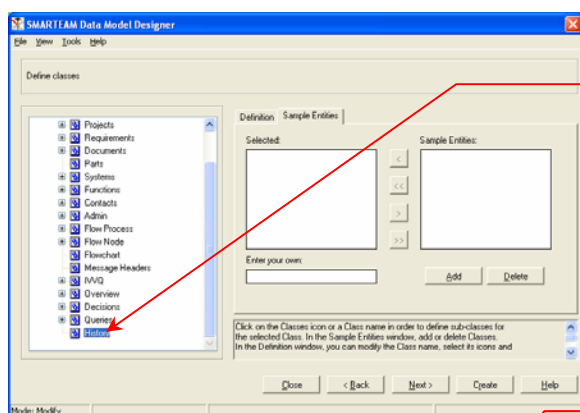 SMARTEAM Data Model Designer
File View Tools Help
Define classes
Projects
Requirements
Documents
Parts
Systems
Functions
Contacts
Admin
Flow Process
Flow Node
Flowchart
Message Headers
IVVQ
Overview
Decisions
Queries
History
Definition Sample Entities
Selected: Sample Entities:
<
<<
>
>>
Enter your own:
Add Delete
Click on the Classes icon or a Class name in order to define sub-classes for
the selected Class. In the Sample Entities window, add or delete Classes.
In the Definition window, you can modify the Class name, select its icons and
Close < Back Next > Create Help
Mode: Modify